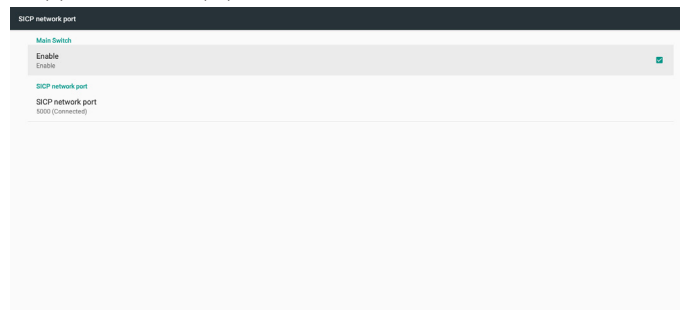 SICP network port
Main Switch
Enable
Enable
SICP network port
SICP network port
5000 (Connected)